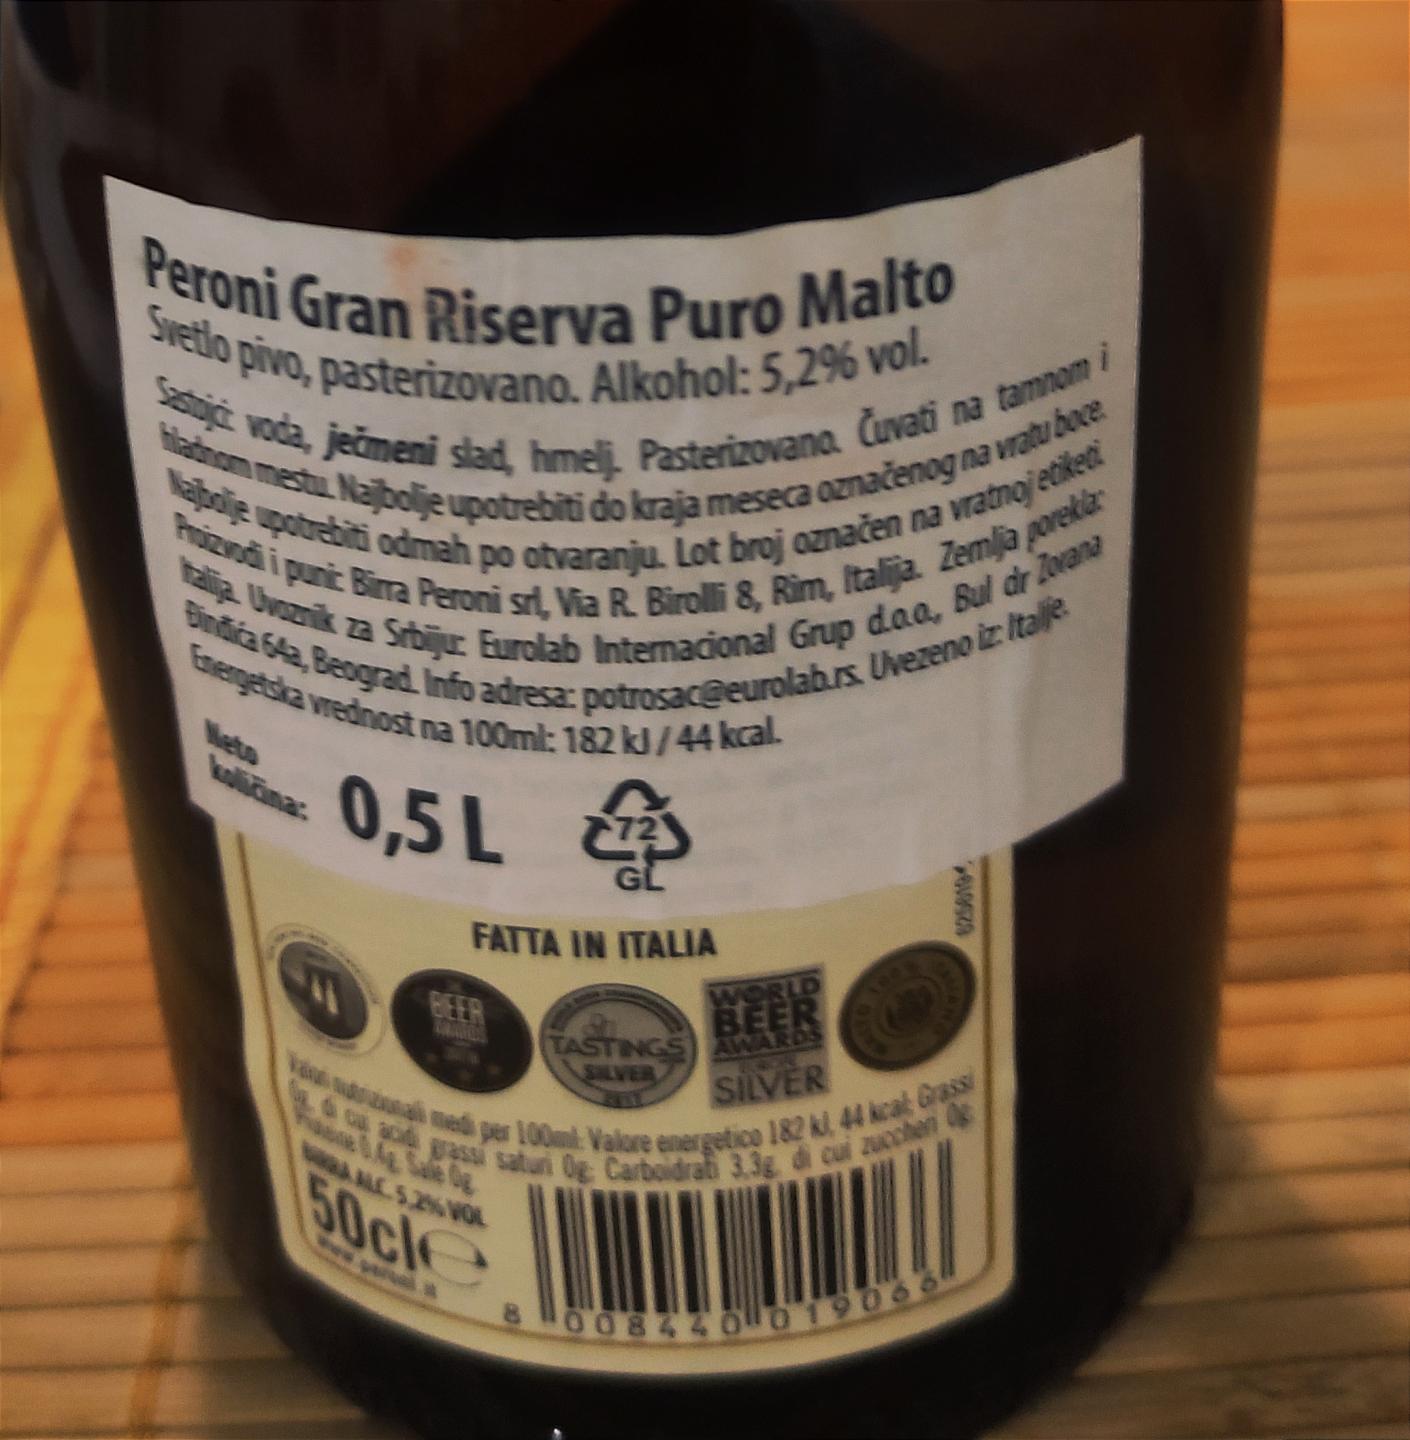 Peroni Gran Riserva Puro Malto
Svetlo pivo, pasterizovano. Alkohol: 5,2% vol.
Sastojci: voda, ječmeni slad, hmelj. Pasterizovano. Čuvati na tamnom i
hladnom mestu. Najbolje upotrebiti do kraja meseca označenog na vratu boce.
Najbolje upotrebiti odmah po otvaranju. Lot broj označen na vratnoj etiketi.
Proizvodi i puni: Birra Peroni srl, Via R. Birolli 8, Rim, Italija. Zemlja porekla:
Italija. Uvoznik za Srbiju: Eurolab Internacional Grup d.o.o., Bul dr Zorana
Đinđića 64a, Beograd. Info adresa: potrosac@eurolab.rs. Uvezeno iz: Italije.
Energetska vrednost na 100ml: 182 kJ / 44 kcal.
Neto
količina: 0,5 L
72
GL
FATTA IN ITALIA
BEER
AWARDS
TASTINGS
SILVER
2017
WORLD
BEER
AWARDS
SILVER
MALTO 100% ITALIANO
Valori nutrizionali medi per 100ml: Valore energetico 182 kJ, 44 kcal; Grassi
0g, di cui acidi grassi saturi 0g; Carboidrati 3,3g, di cui zuccheri 0g;
Proteine 0,4g, Sale 0g.
BIRRA ALC. 5,2% VOL
50cl e
www.peroni.it
8 008440 019066